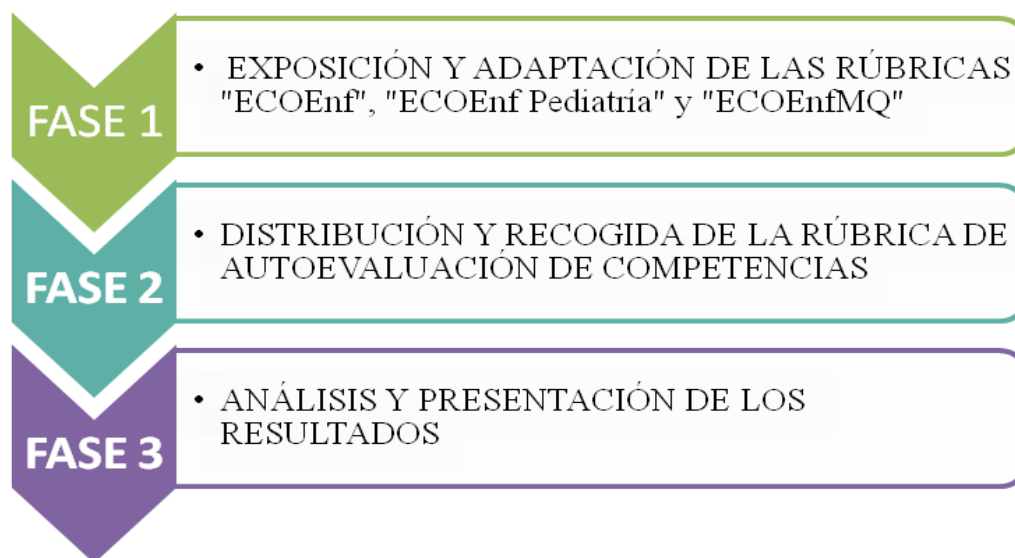 FASE 1
• EXPOSICIÓN Y ADAPTACIÓN DE LAS RÚBRICAS
"ECOEnf", "ECOEnf Pediatría" y "ECOEnfMQ"
FASE 2
• DISTRIBUCIÓN Y RECOGIDA DE LA RÚBRICA DE
AUTOEVALUACIÓN DE COMPETENCIAS
FASE 3
• ANÁLISIS Y PRESENTACIÓN DE LOS
RESULTADOS